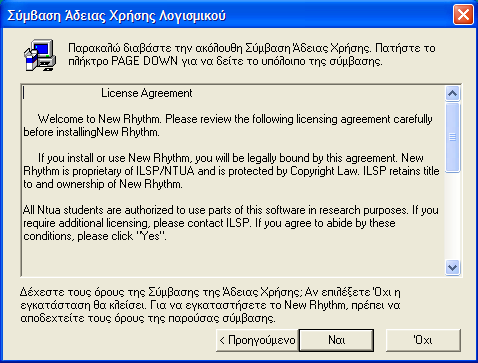 Σύμβαση Άδειας Χρήσης Λογισμικού
Παρακαλώ διαβάστε την ακόλουθη Σύμβαση Άδειας Χρήσης. Πατήστε το
πλήκτρο PAGE DOWN για να δείτε το υπόλοιπο της σύμβασης.
License Agreement
Welcome to New Rhythm. Please review the following licensing agreement carefully
before installingNew Rhythm.
If you install or use New Rhythm, you will be legally bound by this agreement. New
Rhythm is proprietary of ILSP/NTUA and is protected by Copyright Law. ILSP retains title
to and ownership of New Rhythm.
All Ntua students are authorized to use parts of this software in research purposes. If you
require additional licensing, please contact ILSP. If you agree to abide by these
conditions, please click "Yes".
Δέχεστε τους όρους της Σύμβασης της Άδειας Χρήσης; Αν επιλέξετε Όχι η
εγκατάσταση θα κλείσει. Για να εγκαταστήσετε το New Rhythm, πρέπει να
αποδεχτείτε τους όρους της παρούσας σύμβασης.
< Προηγούμενο Ναι Όχι